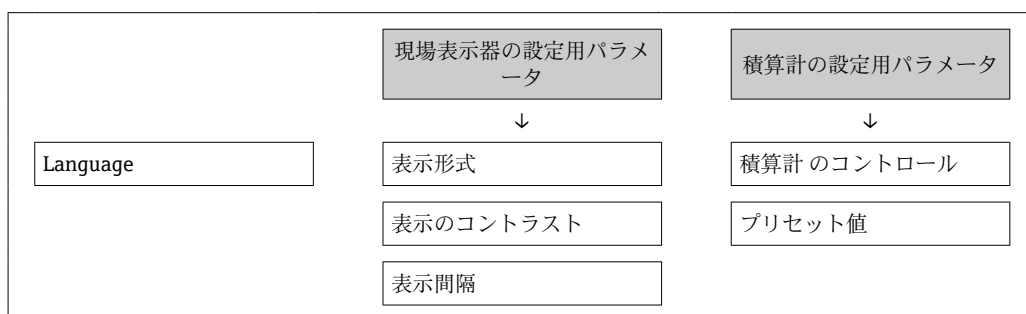 現場表示器の設定用パラメ
ータ
積算計の設定用パラメータ
↓
↓
Language
表示形式
積算計 のコントロール
表示のコントラスト
プリセット値
表示間隔